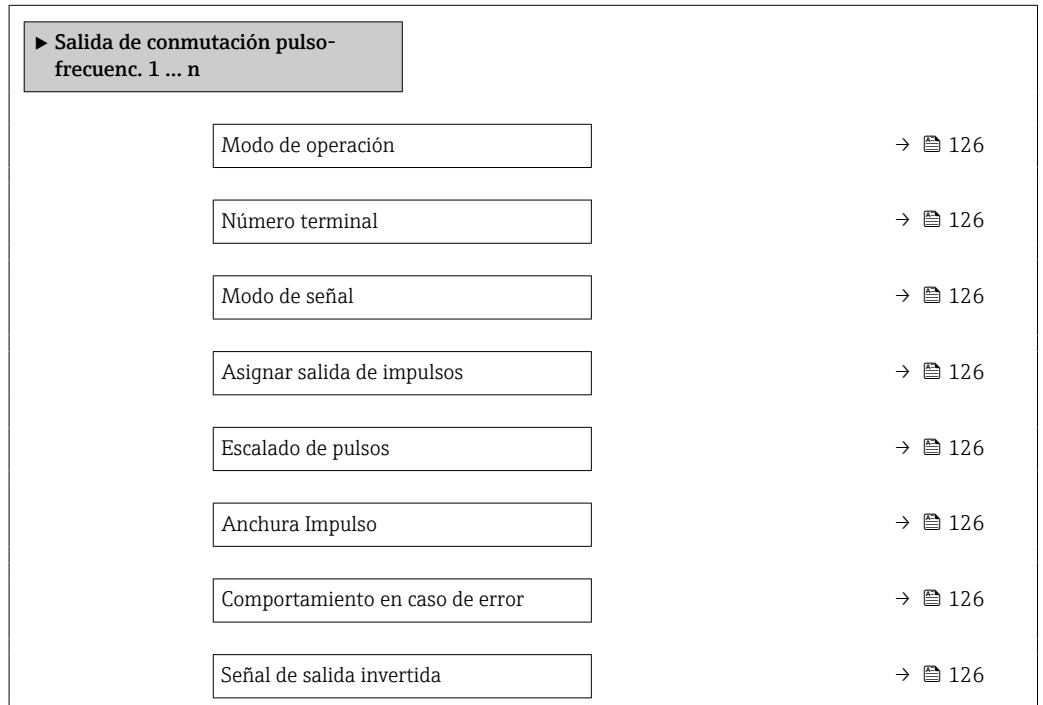 ▶ Salida de conmutación pulso-
frecuenc. 1 ... n
Modo de operación → 126
Número terminal → 126
Modo de señal → 126
Asignar salida de impulsos → 126
Escalado de pulsos → 126
Anchura Impulso → 126
Comportamiento en caso de error → 126
Señal de salida invertida → 126